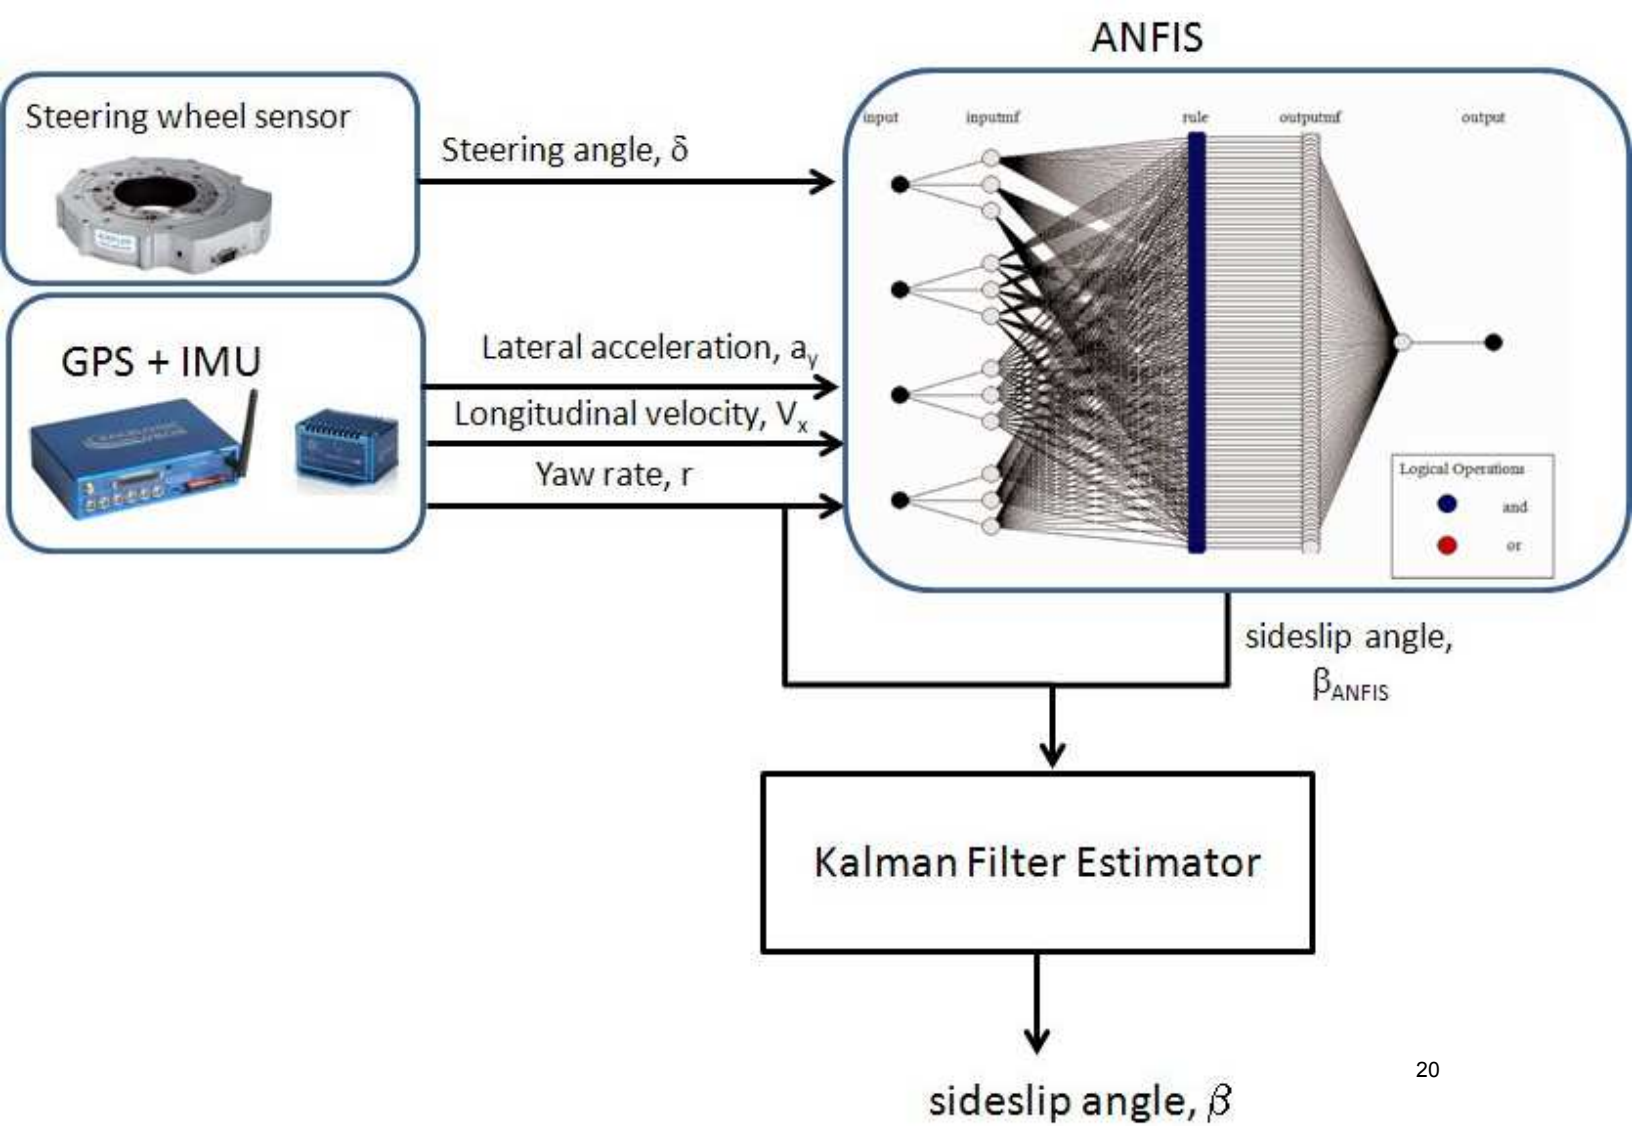 ANFIS
Steering wheel sensor
Steering angle, δ
input inputmf rule outputmf output
GPS + IMU
Lateral acceleration, ay
Longitudinal velocity, Vx
Yaw rate, r
Logical Operations
and
or
sideslip angle,
βANFIS
Kalman Filter Estimator
20
sideslip angle, β